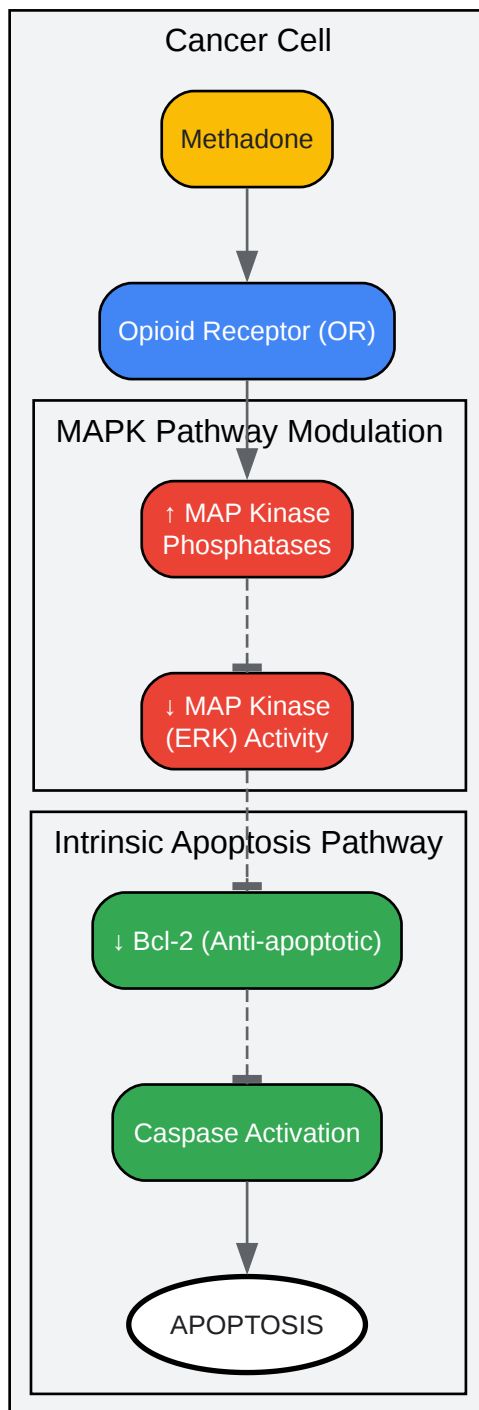 Cancer Cell
Methadone
Opioid Receptor (OR)
MAPK Pathway Modulation
↑ MAP Kinase
Phosphatases
↓ MAP Kinase
(ERK) Activity
Intrinsic Apoptosis Pathway
↓ Bcl-2 (Anti-apoptotic)
Caspase Activation
APOPTOSIS